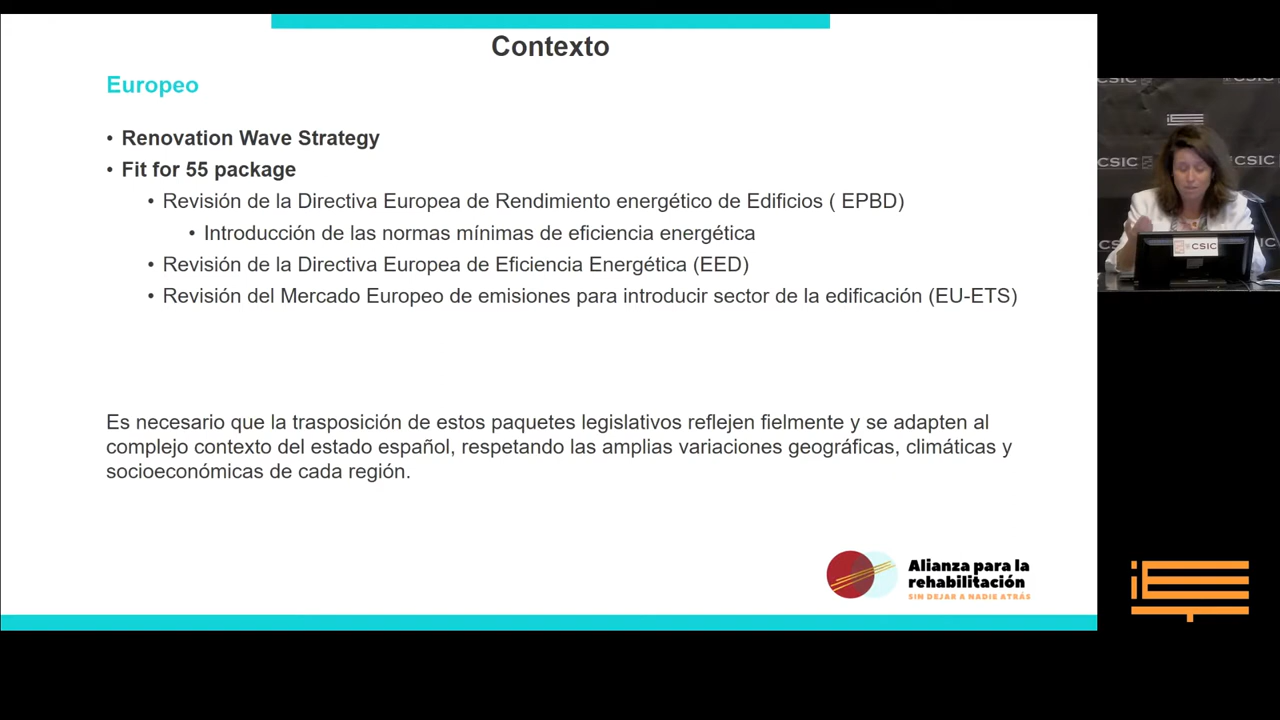 Contexto
Europeo
• Renovation Wave Strategy
• Fit for 55 package
• Revisión de la Directiva Europea de Rendimiento energético de Edificios ( EPBD)
• Introducción de las normas mínimas de eficiencia energética
• Revisión de la Directiva Europea de Eficiencia Energética (EED)
• Revisión del Mercado Europeo de emisiones para introducir sector de la edificación (EU-ETS)
Es necesario que la trasposición de estos paquetes legislativos reflejen fielmente y se adapten al
complejo contexto del estado español, respetando las amplias variaciones geográficas, climáticas y
socioeconómicas de cada región.
Alianza para la
rehabilitación
SIN DEJAR A NADIE ATRÁS
CSIC
CSIC
CSIC
CSIC
CSIC